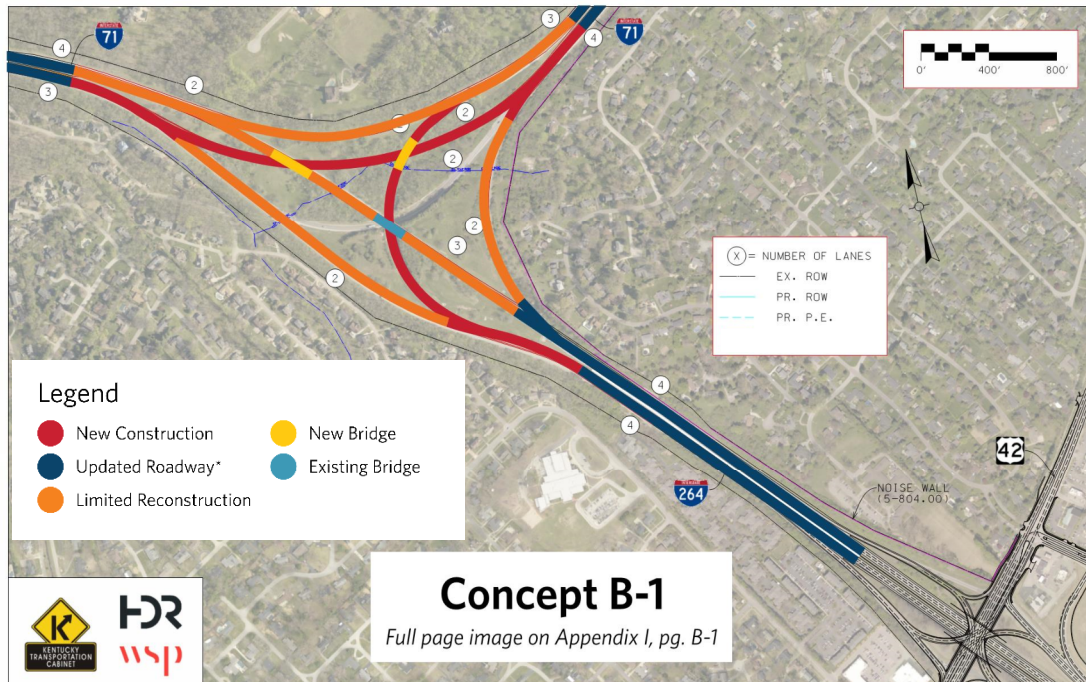 INTERSTATE
71
4
3
2
3
4
INTERSTATE
71
2
2
2
2
3
2
4
4
0' 400' 800'
X = NUMBER OF LANES
EX. ROW
PR. ROW
PR. P.E.
Legend
New Construction
New Bridge
Updated Roadway*
Existing Bridge
Limited Reconstruction
42
INTERSTATE
264
NOISE WALL
(5-804.00)
Concept B-1
Full page image on Appendix I, pg. B-1
KENTUCKY
TRANSPORTATION
CABINET
HDR
wsp